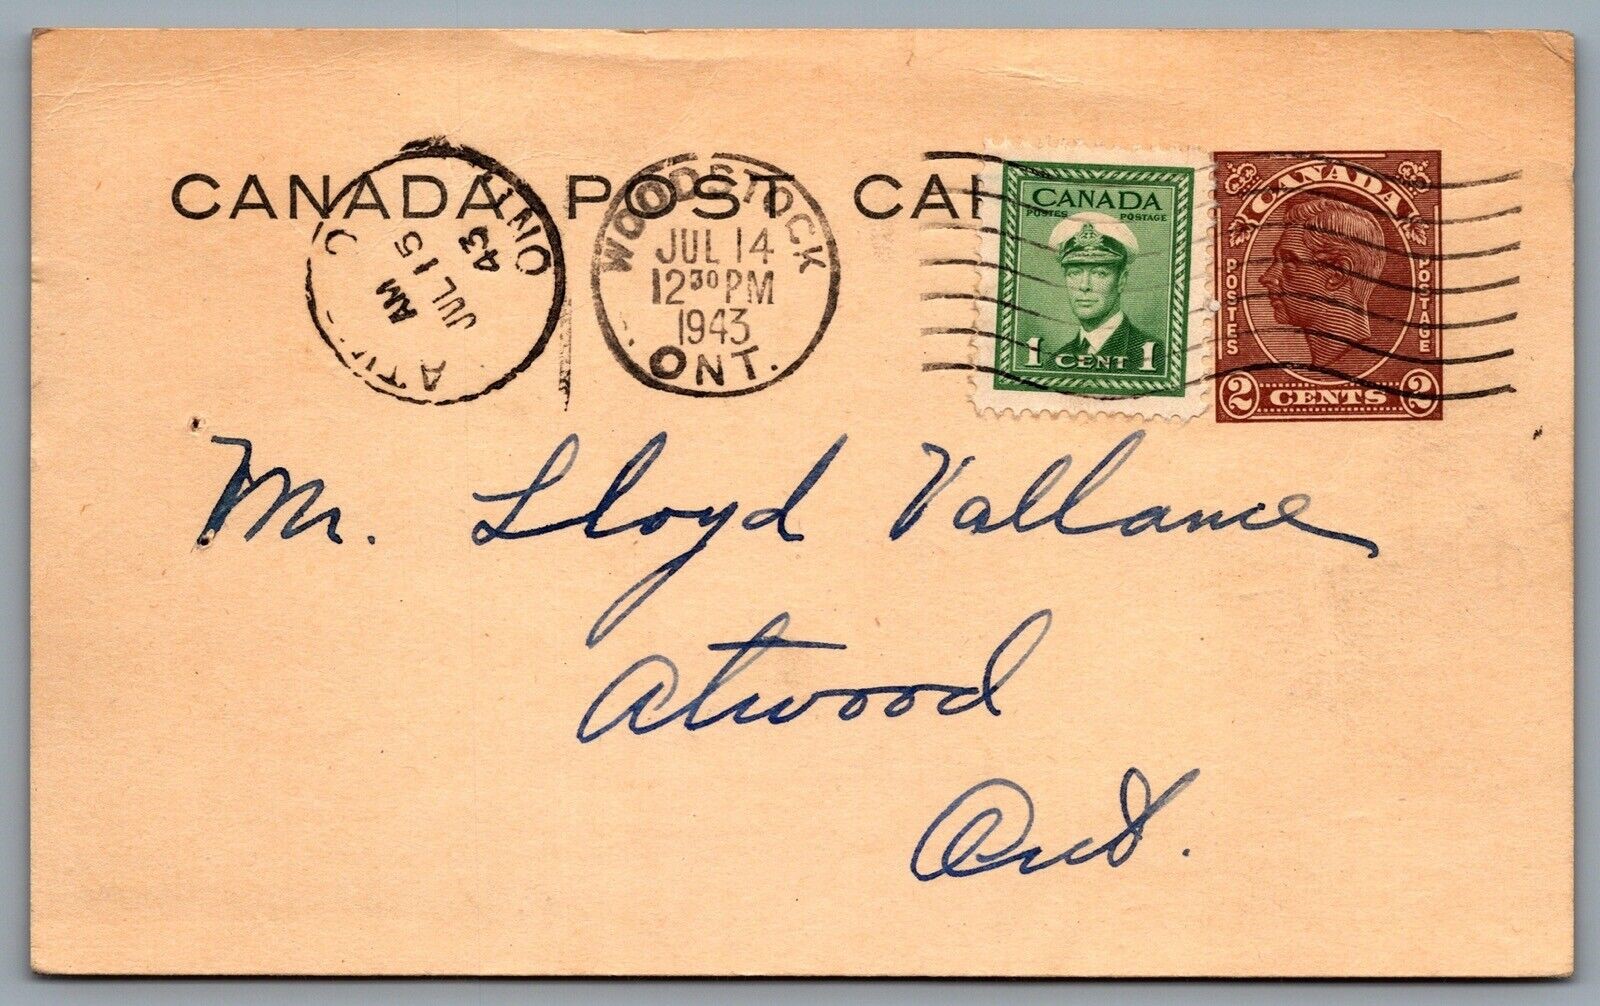 CANADA POST CAR
ATWOOD
AM
JUL 15
43
ONT.
WOODSTOCK
JUL 14
12 30 PM
1943
ONT.
CANADA
POSTES POSTAGE
1 CENT 1
CANADA
POSTES
POSTAGE
2 CENTS 2
Mr. Lloyd Vallance
Atwood
Ont.